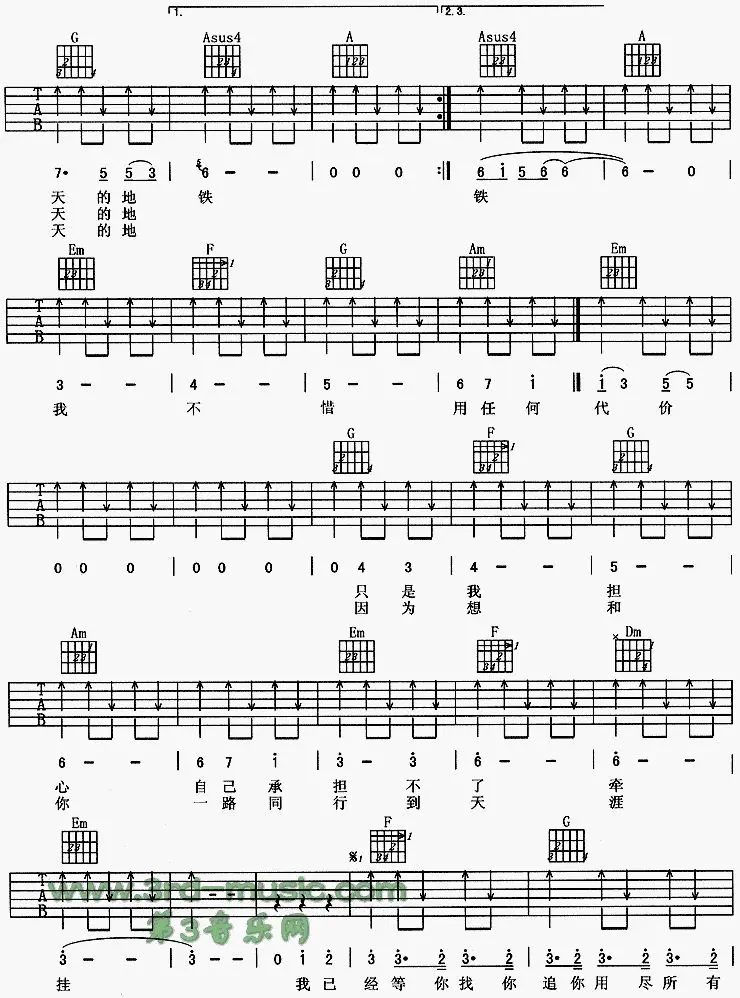 1. 2.3.
G Asus4 A Asus4 A
T A B
7· 5 5 3 | 6 - - | 0 0 0 :| 6 i 5 6 6 | 6 - 0
天 的 地 铁 铁
天 的 地
天 的 地
Em F G Am Em
T A B
3 - - | 4 - - | 5 - - | 6 7 i || i 3 5 5
我 不 惜 用 任 何 代 价
G F G
T A B
0 0 0 | 0 0 0 | 0 4 3 | 4 - - | 5 - -
只 是 我 担
因 为 想 和
Am Em F Dm
T A B
6 - - | 6 7 i | 3 - 3 | 6 - - | 6 - -
心 自 己 承 担 不 了 牵
你 一 路 同 行 到 天 涯
Em F G
%1
T A B
www.3rd-music.com
第3音乐网
3 - - | 3 - - | 0 i 2 | 3 3· 2 3· 2 | 3· 2 3· 2 3· 2
挂 我 已 经 等 你 找 你 追 你 用 尽 所 有